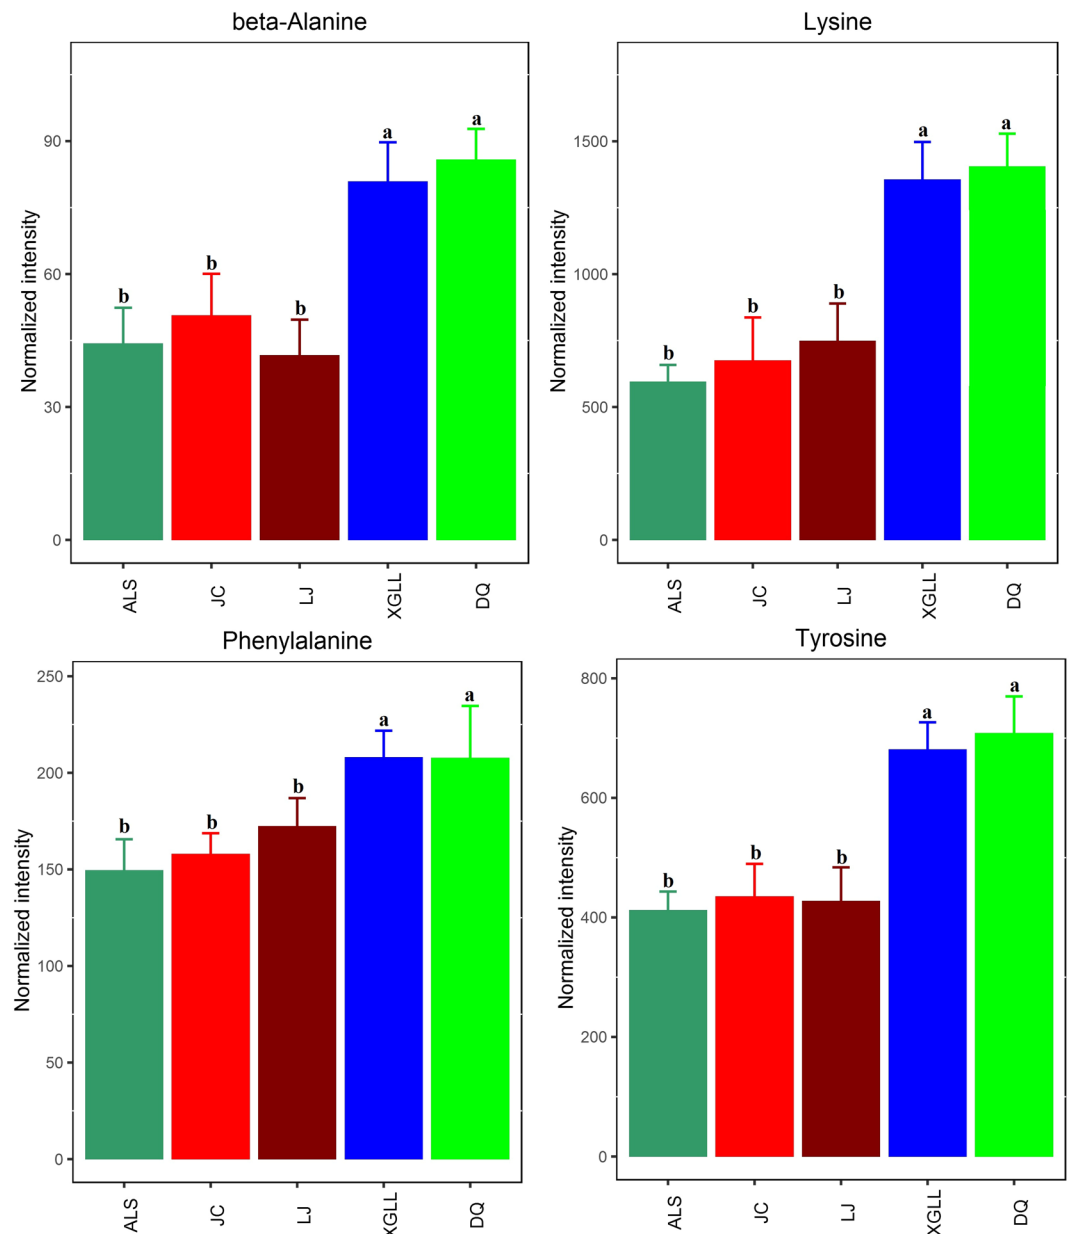 beta-Alanine
Normalized intensity
90
60
30
0
b
b
b
a
a
ALS
JC
LJ
XGLL
DQ
Lysine
Normalized intensity
1500
1000
500
0
b
b
b
a
a
ALS
JC
LJ
XGLL
DQ
Phenylalanine
Normalized intensity
250
200
150
100
50
0
b
b
b
a
a
ALS
JC
LJ
XGLL
DQ
Tyrosine
Normalized intensity
800
600
400
200
0
b
b
b
a
a
ALS
JC
LJ
XGLL
DQ